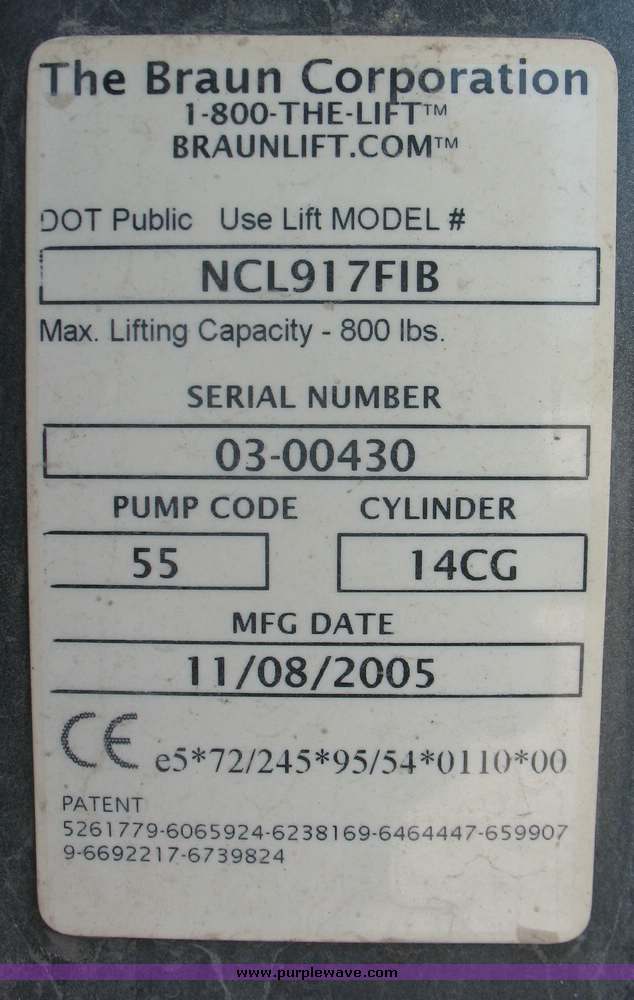 The Braun Corporation
1-800-THE-LIFT™
BRAUNLIFT.COM™
DOT Public Use Lift MODEL #
NCL917FIB
Max. Lifting Capacity - 800 lbs.
SERIAL NUMBER
03-00430
PUMP CODE CYLINDER
55 14CG
MFG DATE
11/08/2005
CE e5*72/245*95/54*0110*00
PATENT
5261779-6065924-6238169-6464447-659907
9-6692217-6739824
www.purplewave.com